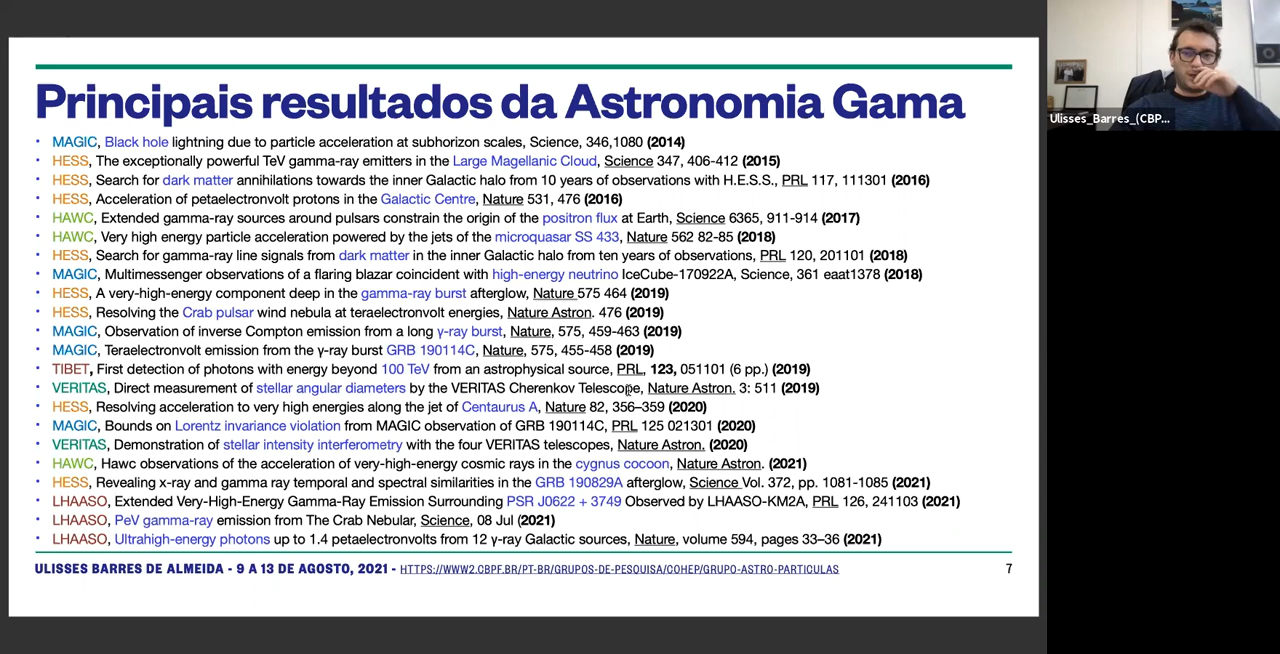 Principais resultados da Astronomia Gama
• MAGIC, Black hole lightning due to particle acceleration at subhorizon scales, Science, 346,1080 (2014)
• HESS, The exceptionally powerful TeV gamma-ray emitters in the Large Magellanic Cloud, Science 347, 406-412 (2015)
• HESS, Search for dark matter annihilations towards the inner Galactic halo from 10 years of observations with H.E.S.S., PRL 117, 111301 (2016)
• HESS, Acceleration of petaelectronvolt protons in the Galactic Centre, Nature 531, 476 (2016)
• HAWC, Extended gamma-ray sources around pulsars constrain the origin of the positron flux at Earth, Science 6365, 911-914 (2017)
• HAWC, Very high energy particle acceleration powered by the jets of the microquasar SS 433, Nature 562 82-85 (2018)
• HESS, Search for gamma-ray line signals from dark matter in the inner Galactic halo from ten years of observations, PRL 120, 201101 (2018)
• MAGIC, Multimessenger observations of a flaring blazar coincident with high-energy neutrino IceCube-170922A, Science, 361 eaat1378 (2018)
• HESS, A very-high-energy component deep in the gamma-ray burst afterglow, Nature 575 464 (2019)
• HESS, Resolving the Crab pulsar wind nebula at teraelectronvolt energies, Nature Astron. 476 (2019)
• MAGIC, Observation of inverse Compton emission from a long γ-ray burst, Nature, 575, 459-463 (2019)
• MAGIC, Teraelectronvolt emission from the γ-ray burst GRB 190114C, Nature, 575, 455-458 (2019)
• TIBET, First detection of photons with energy beyond 100 TeV from an astrophysical source, PRL, 123, 051101 (6 pp.) (2019)
• VERITAS, Direct measurement of stellar angular diameters by the VERITAS Cherenkov Telescope, Nature Astron. 3: 511 (2019)
• HESS, Resolving acceleration to very high energies along the jet of Centaurus A, Nature 82, 356–359 (2020)
• MAGIC, Bounds on Lorentz invariance violation from MAGIC observation of GRB 190114C, PRL 125 021301 (2020)
• VERITAS, Demonstration of stellar intensity interferometry with the four VERITAS telescopes, Nature Astron. (2020)
• HAWC, Hawc observations of the acceleration of very-high-energy cosmic rays in the cygnus cocoon, Nature Astron. (2021)
• HESS, Revealing x-ray and gamma ray temporal and spectral similarities in the GRB 190829A afterglow, Science Vol. 372, pp. 1081-1085 (2021)
• LHAASO, Extended Very-High-Energy Gamma-Ray Emission Surrounding PSR J0622 + 3749 Observed by LHAASO-KM2A, PRL 126, 241103 (2021)
• LHAASO, PeV gamma-ray emission from The Crab Nebular, Science, 08 Jul (2021)
• LHAASO, Ultrahigh-energy photons up to 1.4 petaelectronvolts from 12 γ-ray Galactic sources, Nature, volume 594, pages 33–36 (2021)
ULISSES BARRES DE ALMEIDA - 9 A 13 DE AGOSTO, 2021 - HTTPS://WWW2.CBPF.BR/PT-BR/GRUPOS-DE-PESQUISA/COHEP/GRUPO-ASTRO-PARTICULAS 7
Ulisses_Barres_(CBP...